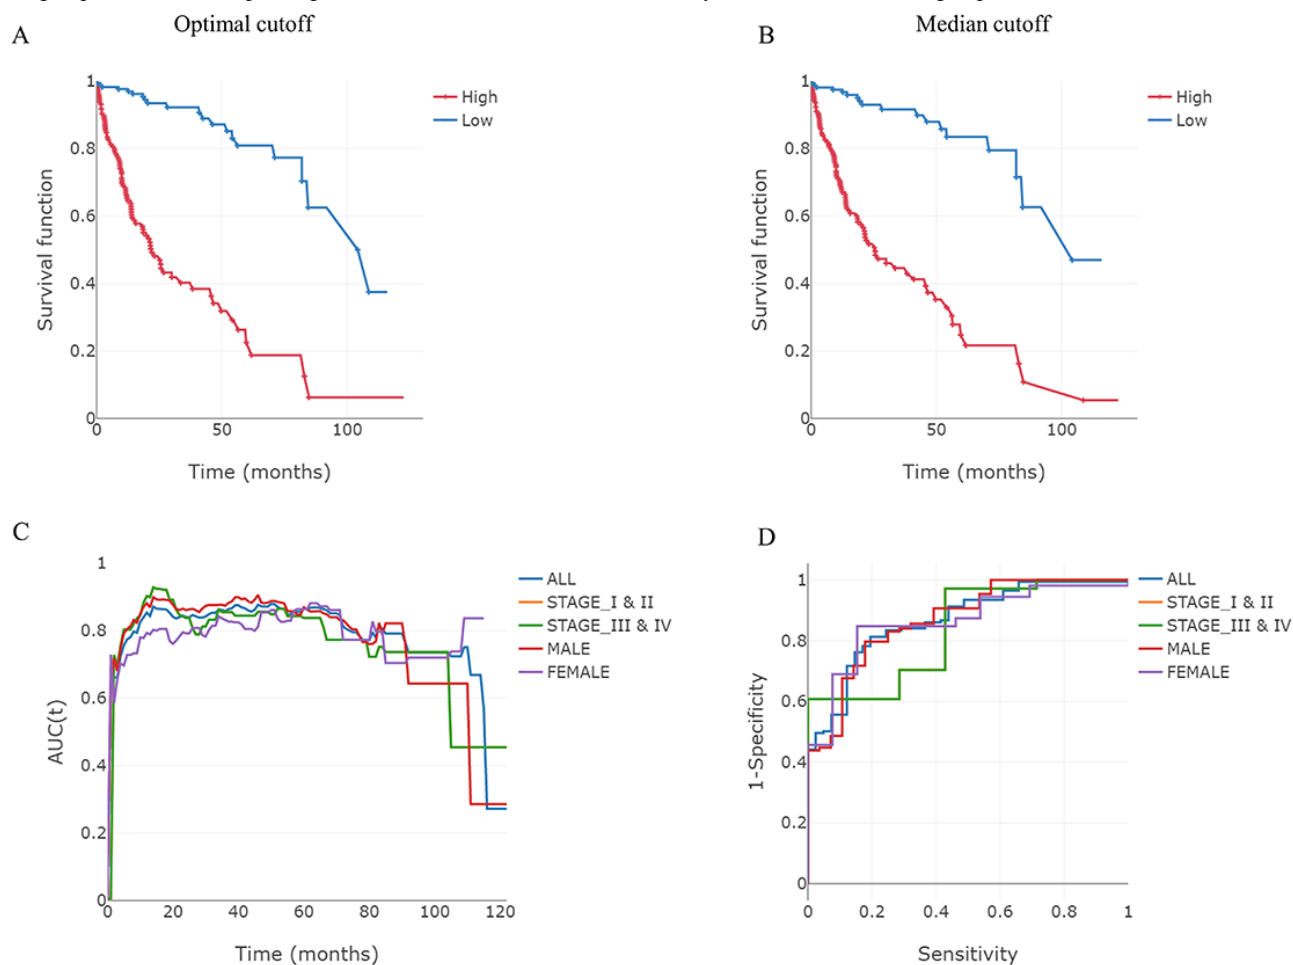 Optimal cutoff
Median cutoff
A
B
1
0.8
0.6
0.4
0.2
0
0
50
100
Survival function
Time (months)
High
Low
1
0.8
0.6
0.4
0.2
0
0
50
100
Survival function
Time (months)
High
Low
C
D
1
0.8
0.6
0.4
0.2
0
0
20
40
60
80
100
120
AUC(t)
Time (months)
ALL
STAGE_I & II
STAGE_III & IV
MALE
FEMALE
1
0.8
0.6
0.4
0.2
0
0
0.2
0.4
0.6
0.8
1
1-Specificity
Sensitivity
ALL
STAGE_I & II
STAGE_III & IV
MALE
FEMALE